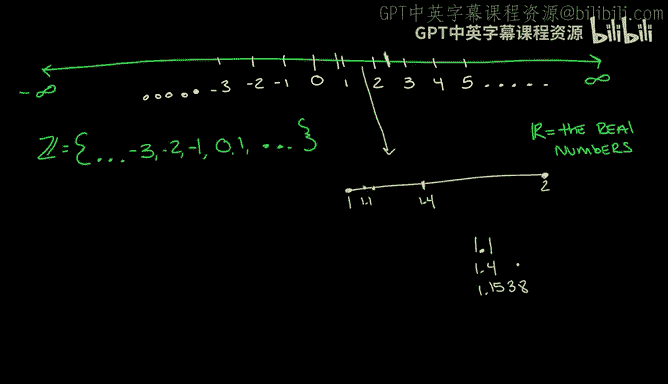 GPT中英字幕课程资源@bilibili.com
GPT中英字幕课程资源 bilibili
-∞ ..... -3 -2 -1 0 1 2 3 4 5 ..... ∞
ℤ={...-3,-2,-1,0,1,...}
ℝ=THE REAL
NUMBERS
1 1.1 1.4 2
1.1
1.4
1.1538